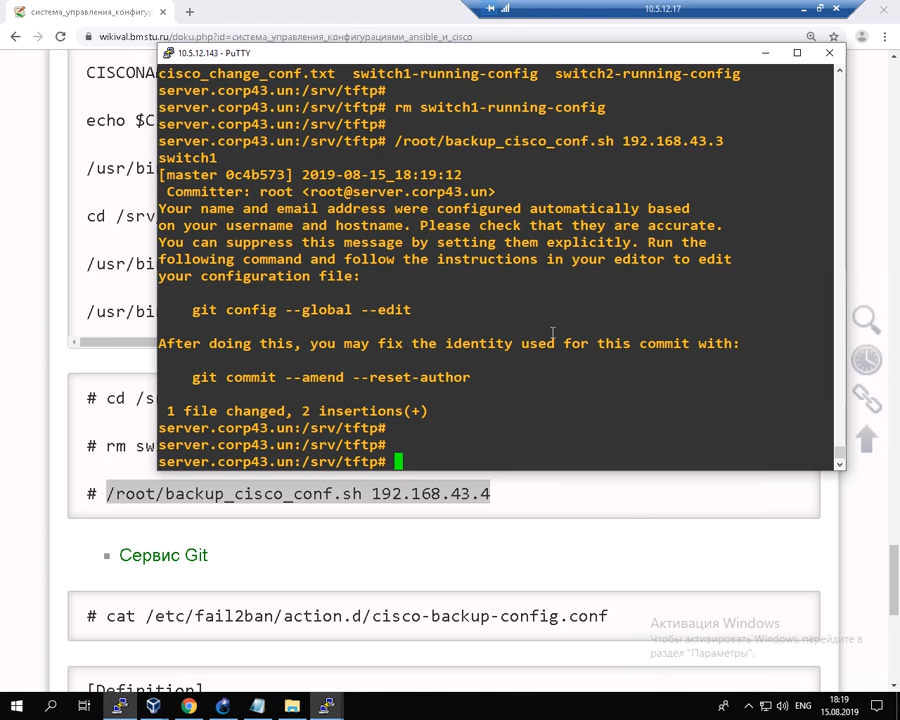 система_управления_конфигур
10.5.12.17
wikival.bmstu.ru/doku.php?id=система_управления_конфигурациями_ansible_и_cisco
10.5.12.143 - PuTTY
CISCONA
echo $C
/usr/bi
cd /srv
/usr/bi
/usr/bi
cisco_change_conf.txt switch1-running-config switch2-running-config
server.corp43.un:/srv/tftp#
server.corp43.un:/srv/tftp# rm switch1-running-config
server.corp43.un:/srv/tftp#
server.corp43.un:/srv/tftp# /root/backup_cisco_conf.sh 192.168.43.3
switch1
[master 0c4b573] 2019-08-15_18:19:12
Committer: root <root@server.corp43.un>
Your name and email address were configured automatically based
on your username and hostname. Please check that they are accurate.
You can suppress this message by setting them explicitly. Run the
following command and follow the instructions in your editor to edit
your configuration file:
git config --global --edit
After doing this, you may fix the identity used for this commit with:
git commit --amend --reset-author
1 file changed, 2 insertions(+)
server.corp43.un:/srv/tftp#
server.corp43.un:/srv/tftp#
server.corp43.un:/srv/tftp#
# cd /s
# rm sw
# /root/backup_cisco_conf.sh 192.168.43.4
Сервис Git
# cat /etc/fail2ban/action.d/cisco-backup-config.conf
[Definition]
Активация Windows
Чтобы активировать Windows, перейдите в
раздел "Параметры".
ENG
18:19
15.08.2019